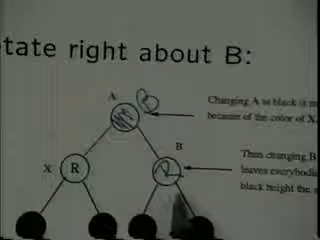 tate right about B:
A
Changing A to black is
because of the color of X.
B
X
R
Then changing B
leaves everybody
black height the